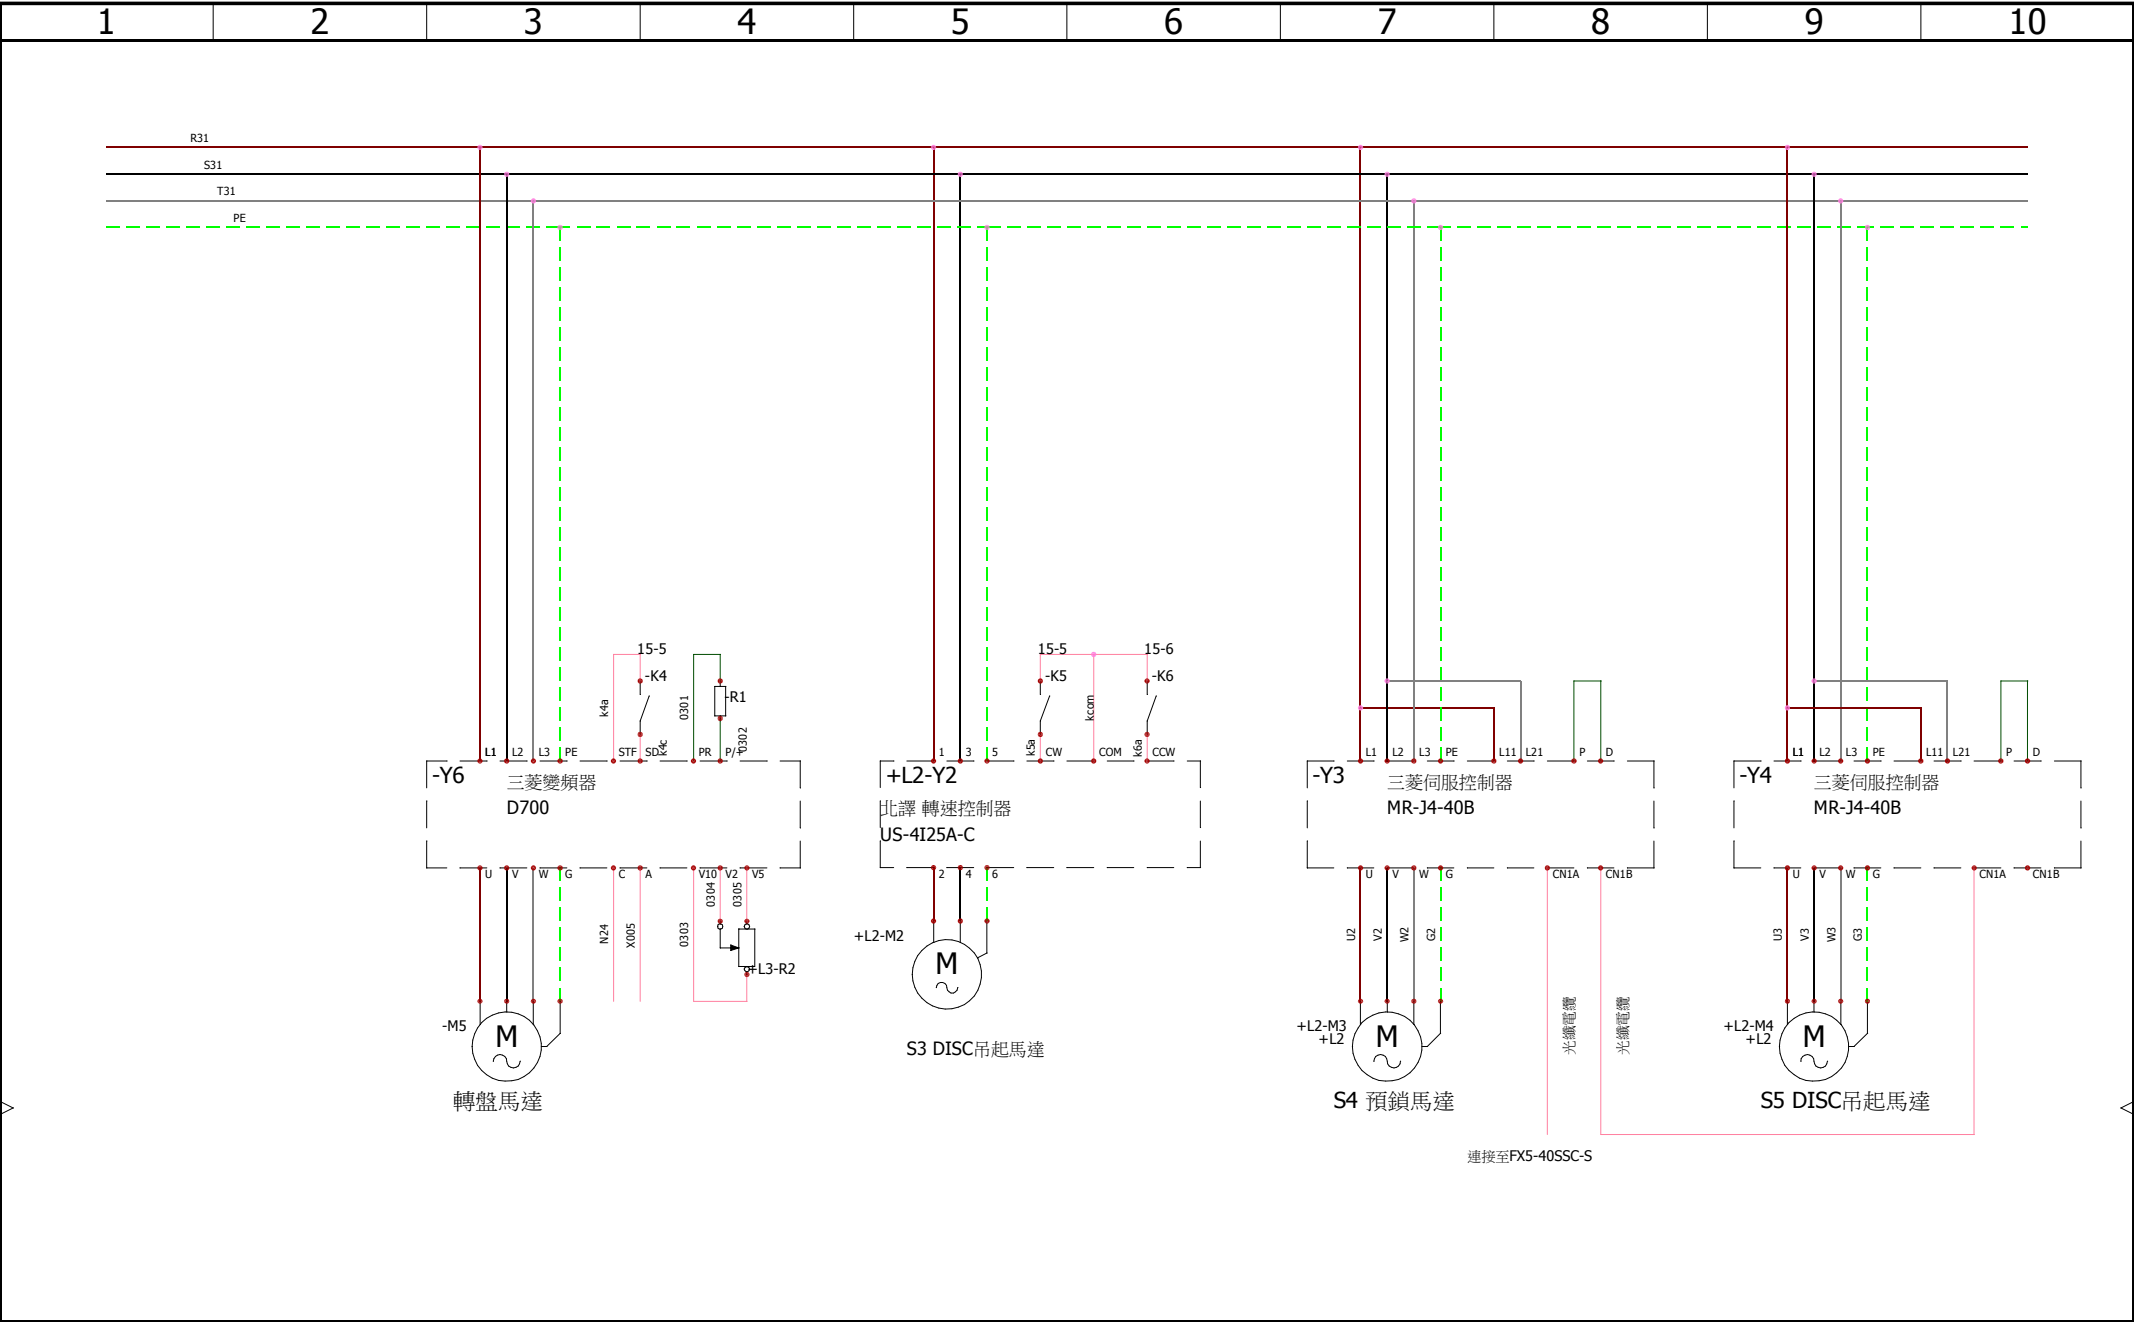 1 2 3 4 5 6 7 8 9 10
R31
S31
T31
PE
15-5
-K4
k4a
k4c
0301
-R1
0302
L1 L2 L3 PE STF SD PR P/+
-Y6
三菱變頻器
D700
U V W G C A V10 V2 V5
N24
X005
0303
0304
0305
+L3-R2
-M5
M
轉盤馬達
15-5
-K5
15-6
-K6
k5a
kcom
k6a
1 3 5 CW COM CCW
+L2-Y2
北譯 轉速控制器
US-4I25A-C
2 4 6
+L2-M2
M
S3 DISC吊起馬達
L1 L2 L3 PE L11 L21 P D
-Y3
三菱伺服控制器
MR-J4-40B
U V W G CN1A CN1B
U2
V2
W2
G2
光纖電纜
光纖電纜
+L2-M3
+L2
M
S4 預鎖馬達
連接至FX5-40SSC-S
L1 L2 L3 PE L11 L21 P D
-Y4
三菱伺服控制器
MR-J4-40B
U V W G CN1A CN1B
U3
V3
W3
G3
+L2-M4
+L2
M
S5 DISC吊起馬達